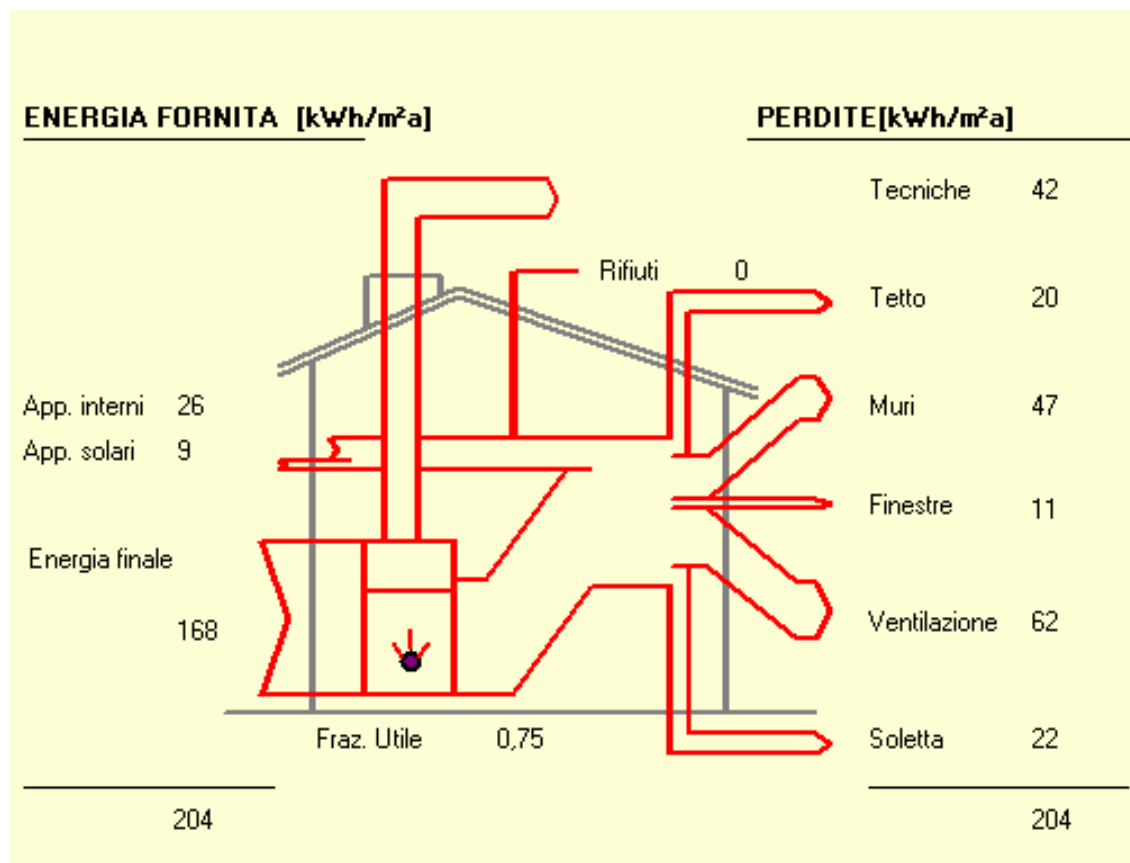 ENERGIA FORNITA [kWh/m²a]
PERDITE[kWh/m²a]
Tecniche 42
Rifiuti 0
Tetto 20
App. interni 26
Muri 47
App. solari 9
Finestre 11
Energia finale
168
Ventilazione 62
Fraz. Utile 0,75
Soletta 22
204
204